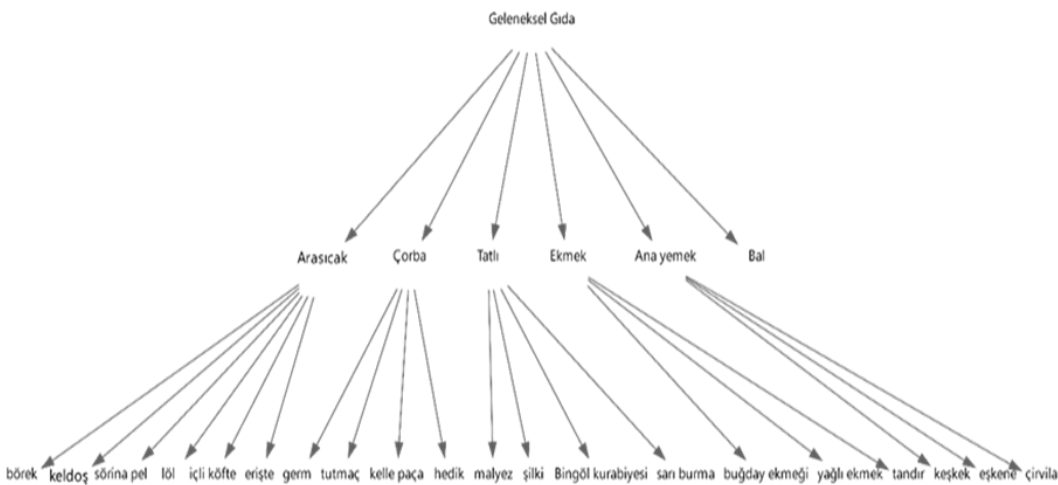 Geleneksel Gıda
Arasıcak Çorba Tatlı Ekmek Ana yemek Bal
börek keldoş sörina pel löl içli köfte erişte germ tutmaç kelle paça hedik malyez şilki Bingöl kurabiyesi sarı burma buğday ekmeği yağlı ekmek tandır keşkek eşkene çirvila